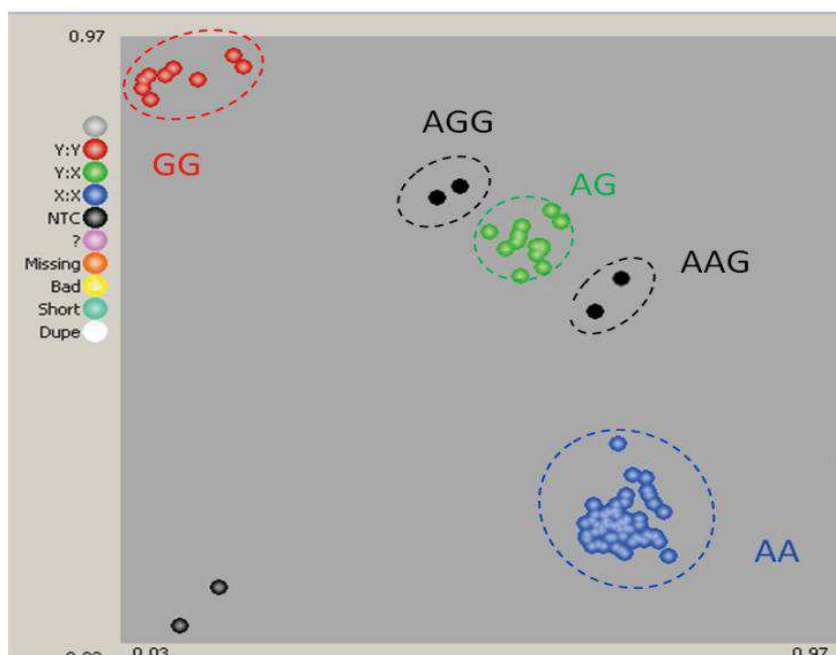 0.97
Y:Y
Y:X
X:X
NTC
?
Missing
Bad
Short
Dupe
GG
AGG
AG
AAG
AA
0.03
0.97